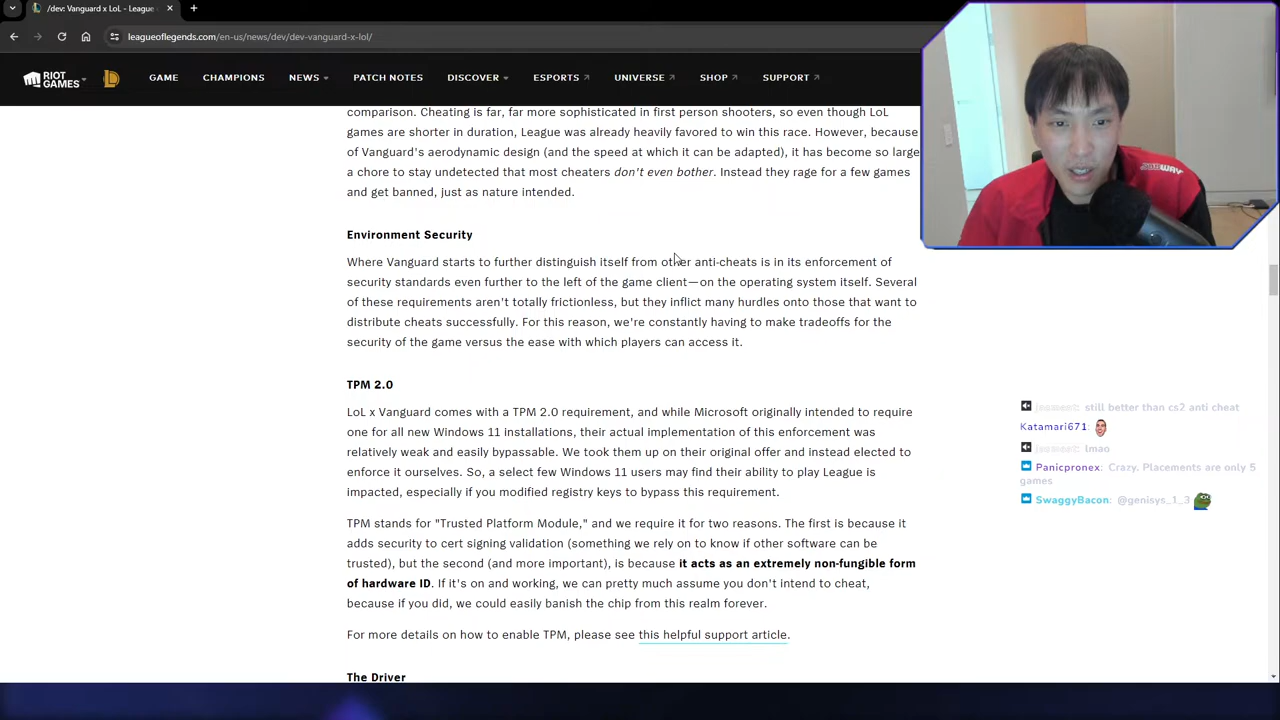 /dev: Vanguard x LoL - League
leagueoflegends.com/en-us/news/dev/dev-vanguard-x-lol/
RIOT GAMES
GAME CHAMPIONS NEWS PATCH NOTES DISCOVER ESPORTS UNIVERSE SHOP SUPPORT
comparison. Cheating is far, far more sophisticated in first person shooters, so even though LoL
games are shorter in duration, League was already heavily favored to win this race. However, because
of Vanguard's aerodynamic design (and the speed at which it can be adapted), it has become so large
a chore to stay undetected that most cheaters don't even bother. Instead they rage for a few games
and get banned, just as nature intended.
Environment Security
Where Vanguard starts to further distinguish itself from other anti-cheats is in its enforcement of
security standards even further to the left of the game client—on the operating system itself. Several
of these requirements aren't totally frictionless, but they inflict many hurdles onto those that want to
distribute cheats successfully. For this reason, we're constantly having to make tradeoffs for the
security of the game versus the ease with which players can access it.
TPM 2.0
LoL x Vanguard comes with a TPM 2.0 requirement, and while Microsoft originally intended to require
one for all new Windows 11 installations, their actual implementation of this enforcement was
relatively weak and easily bypassable. We took them up on their original offer and instead elected to
enforce it ourselves. So, a select few Windows 11 users may find their ability to play League is
impacted, especially if you modified registry keys to bypass this requirement.
TPM stands for "Trusted Platform Module," and we require it for two reasons. The first is because it
adds security to cert signing validation (something we rely on to know if other software can be
trusted), but the second (and more important), is because it acts as an extremely non-fungible form
of hardware ID. If it's on and working, we can pretty much assume you don't intend to cheat,
because if you did, we could easily banish the chip from this realm forever.
For more details on how to enable TPM, please see this helpful support article.
The Driver
still better than cs2 anti cheat
Katamari671:
lmao
Panicpronex: Crazy. Placements are only 5
games
SwaggyBacon: @genisys_1_3